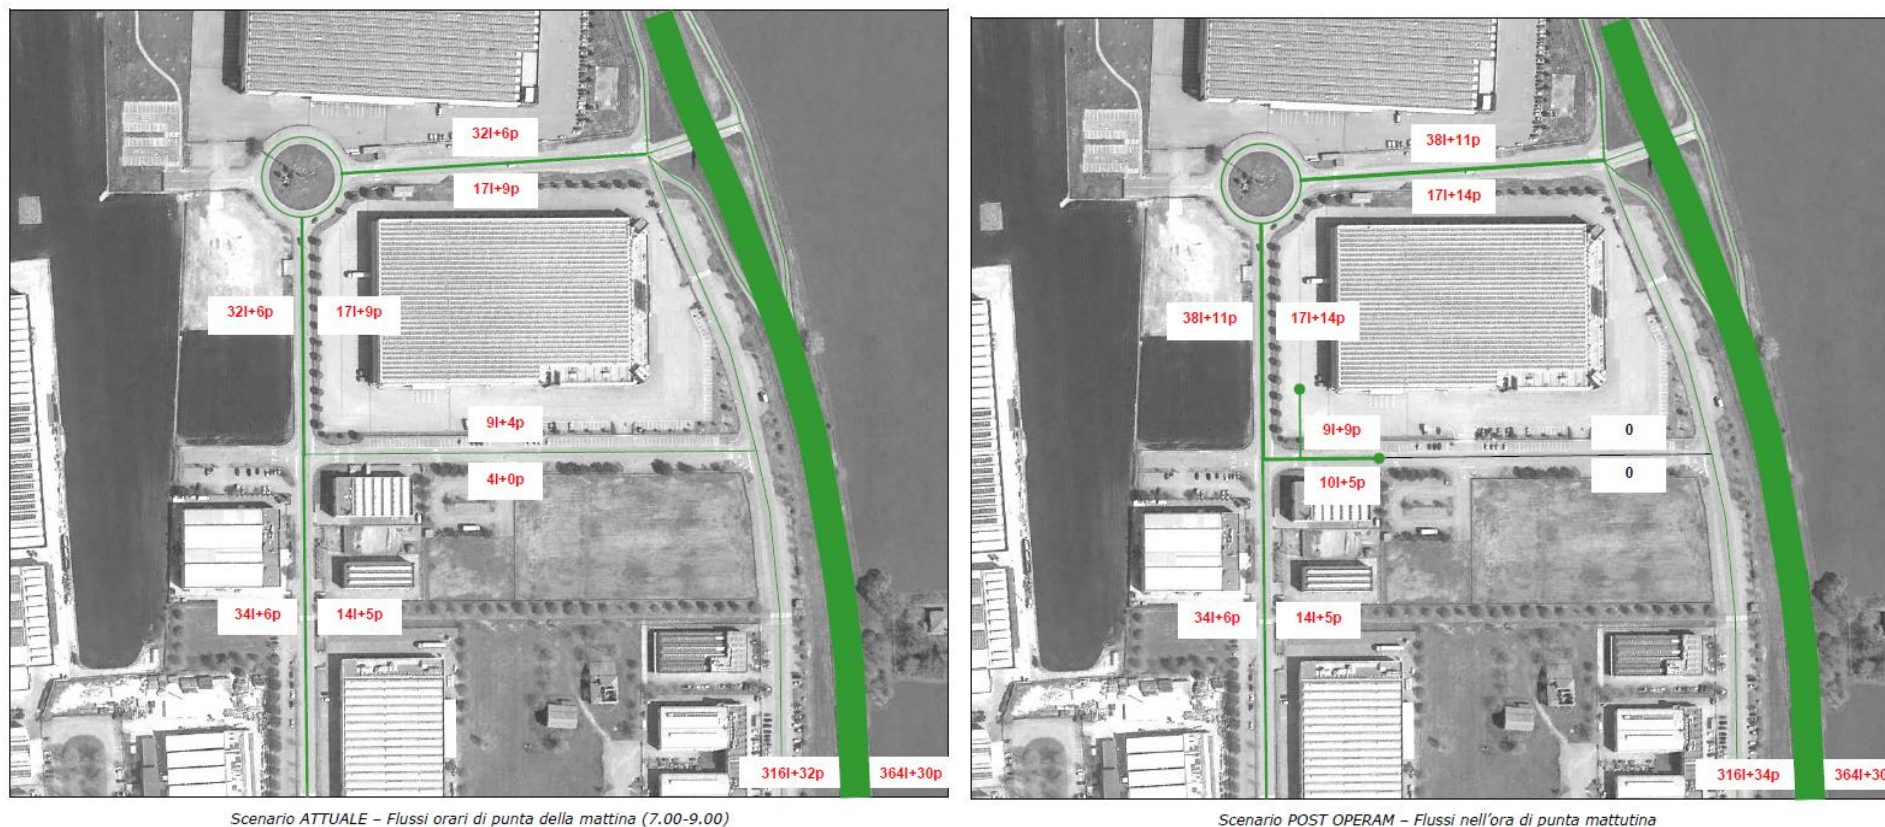 32l+6p
17l+9p
32l+6p
17l+9p
9l+4p
4l+0p
34l+6p
14l+5p
316l+32p
364l+30p
Scenario ATTUALE – Flussi orari di punta della mattina (7.00-9.00)
38l+11p
17l+14p
38l+11p
17l+14p
9l+9p
0
0
10l+5p
34l+6p
14l+5p
316l+34p
364l+30
Scenario POST OPERAM – Flussi nell'ora di punta mattutina